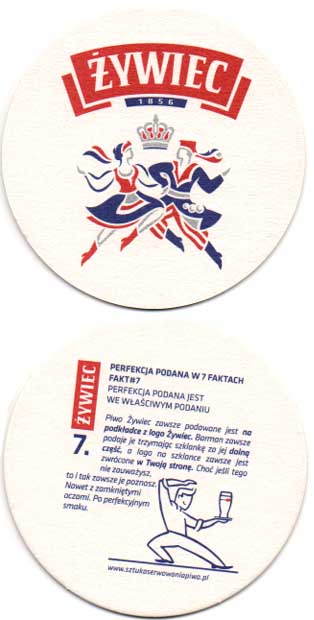 ŻYWIEC
1856
ŻYWIEC
7.
PERFEKCJA PODANA W 7 FAKTACH
FAKT#7
PERFEKCJA PODANA JEST
WE WŁAŚCIWYM PODANIU
Piwo Żywiec zawsze podawane jest na
podkładce z logo Żywiec. Barman zawsze
podaje je trzymając szklankę za jej dolną
część, a logo na szklance zawsze jest
zwrócone w Twoją stronę. Choć jeśli tego
nie zauważysz,
to i tak zawsze je poznasz.
Nawet z zamkniętymi
oczami. Po perfekcyjnym
smaku.
www.sztukaserwowaniapiwa.pl